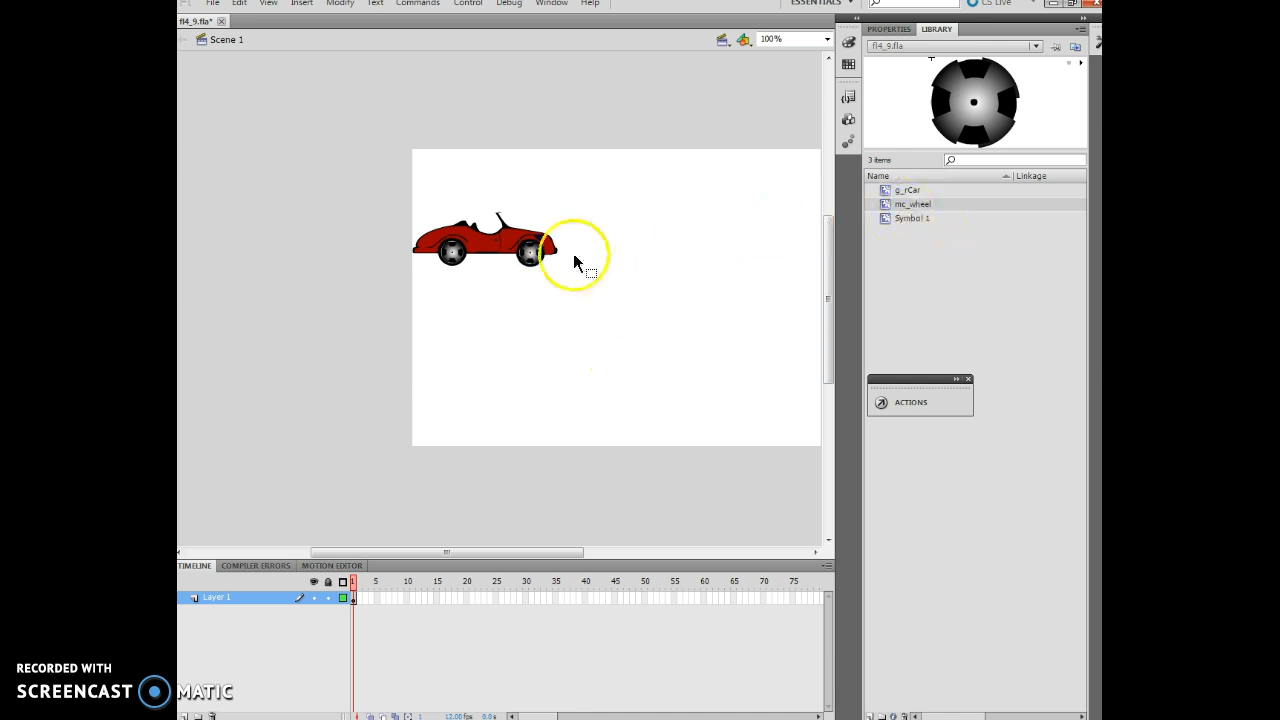 File Edit View Insert Modify Text Commands Control Debug Window Help
ESSENTIALS
CS Live
fl4_9.fla*
Scene 1
100%
PROPERTIES LIBRARY
fl4_9.fla
3 items
Name Linkage
g_rCar
mc_wheel
Symbol 1
ACTIONS
TIMELINE COMPILER ERRORS MOTION EDITOR
1 5 10 15 20 25 30 35 40 45 50 55 60 65 70 75
Layer 1
1 12.00 fps 0.0 s
RECORDED WITH
SCREENCAST MATIC